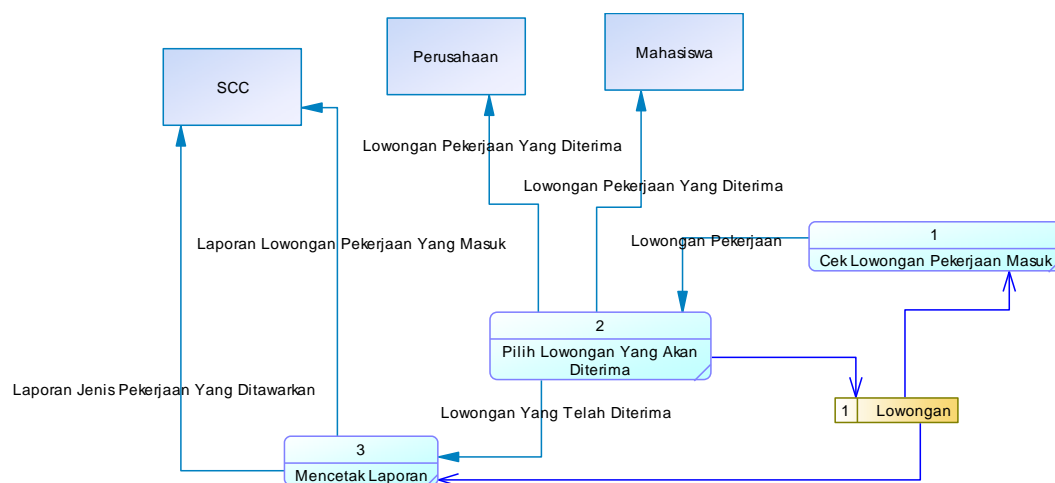 Perusahaan
Mahasiswa
SCC
Lowongan Pekerjaan Yang Diterima
Lowongan Pekerjaan Yang Diterima
Laporan Lowongan Pekerjaan Yang Masuk
Lowongan Pekerjaan
1
Cek Lowongan Pekerjaan Masuk
2
Pilih Lowongan Yang Akan
Diterima
Laporan Jenis Pekerjaan Yang Ditawarkan
Lowongan Yang Telah Diterima
1 Lowongan
3
Mencetak Laporan